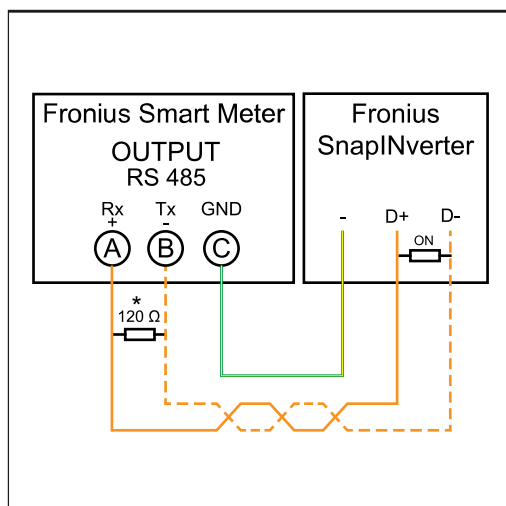 Fronius Smart Meter
OUTPUT
RS 485
Rx Tx GND
+ -
A B C
*
120 Ω
Fronius
SnapINverter
- D+ D-
ON